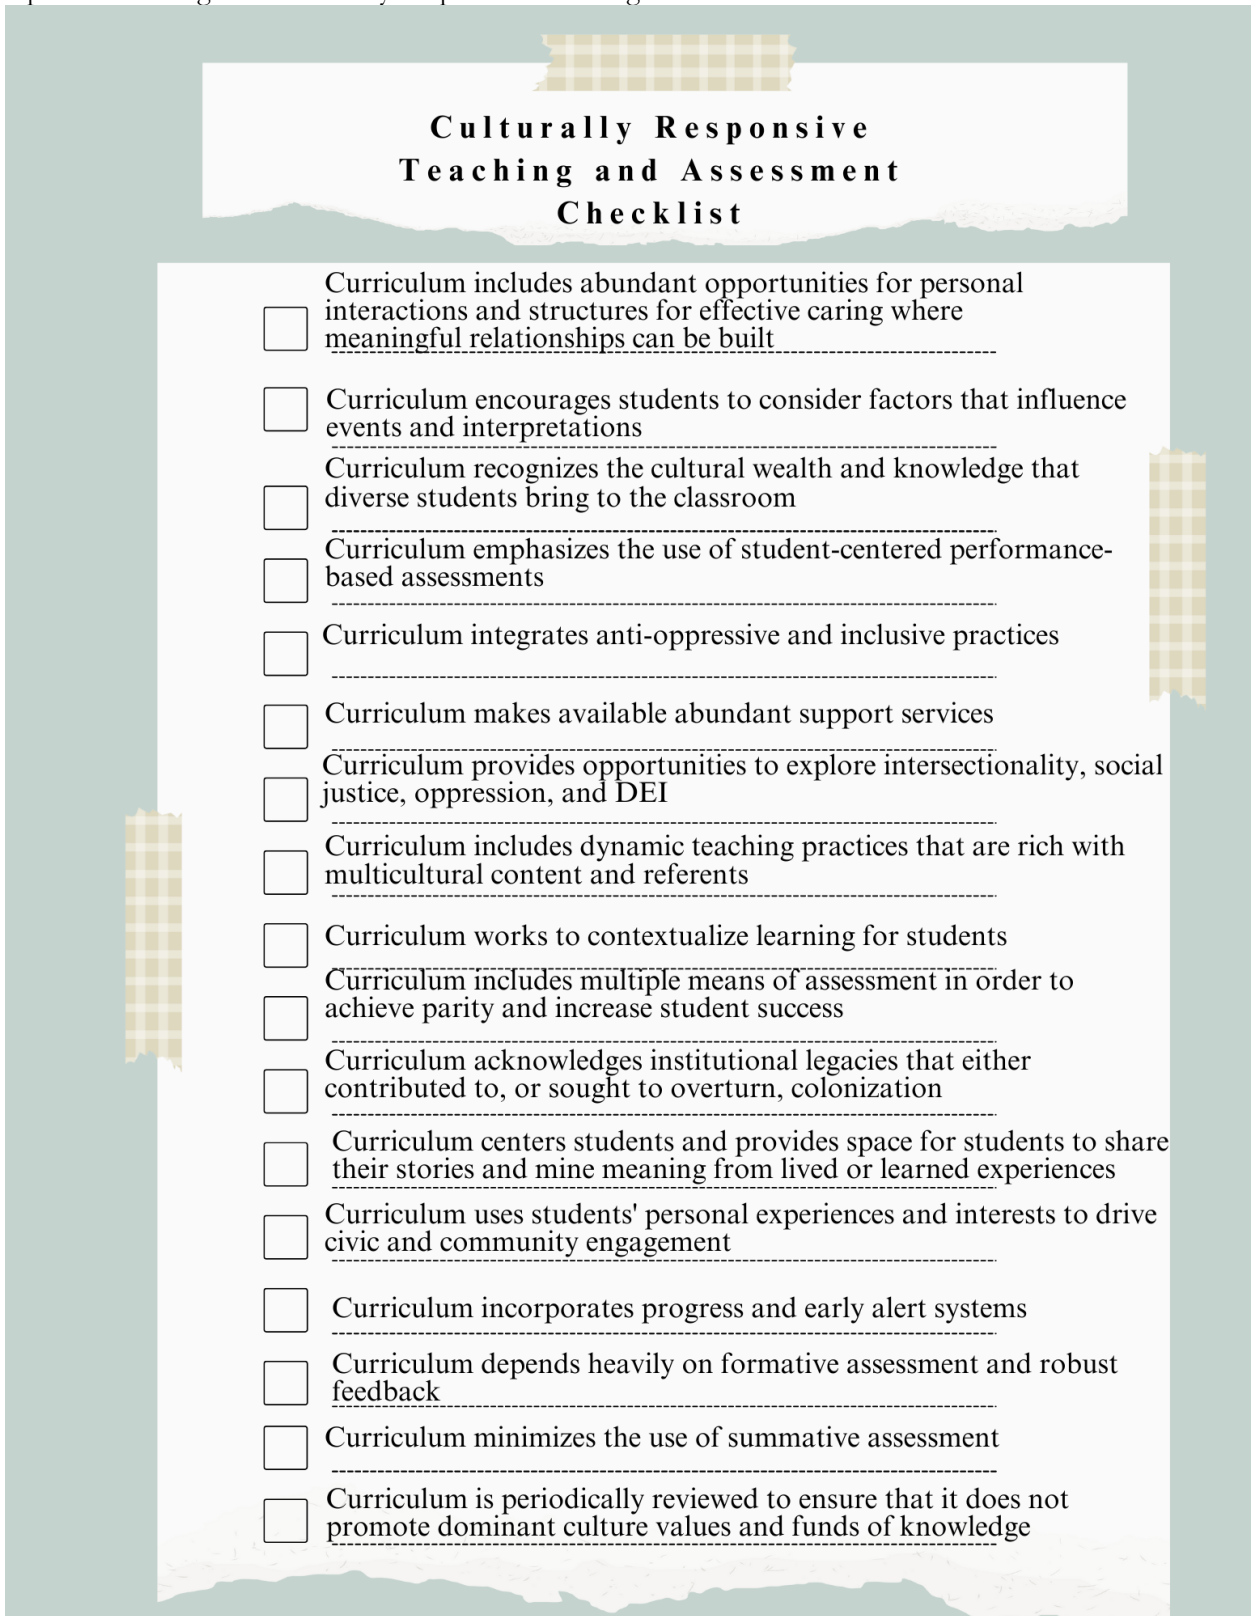 Culturally Responsive
Teaching and Assessment
Checklist
Curriculum includes abundant opportunities for personal
interactions and structures for effective caring where
meaningful relationships can be built
Curriculum encourages students to consider factors that influence
events and interpretations
Curriculum recognizes the cultural wealth and knowledge that
diverse students bring to the classroom
Curriculum emphasizes the use of student-centered performance-
based assessments
Curriculum integrates anti-oppressive and inclusive practices
Curriculum makes available abundant support services
Curriculum provides opportunities to explore intersectionality, social
justice, oppression, and DEI
Curriculum includes dynamic teaching practices that are rich with
multicultural content and referents
Curriculum works to contextualize learning for students
Curriculum includes multiple means of assessment in order to
achieve parity and increase student success
Curriculum acknowledges institutional legacies that either
contributed to, or sought to overturn, colonization
Curriculum centers students and provides space for students to share
their stories and mine meaning from lived or learned experiences
Curriculum uses students' personal experiences and interests to drive
civic and community engagement
Curriculum incorporates progress and early alert systems
Curriculum depends heavily on formative assessment and robust
feedback
Curriculum minimizes the use of summative assessment
Curriculum is periodically reviewed to ensure that it does not
promote dominant culture values and funds of knowledge